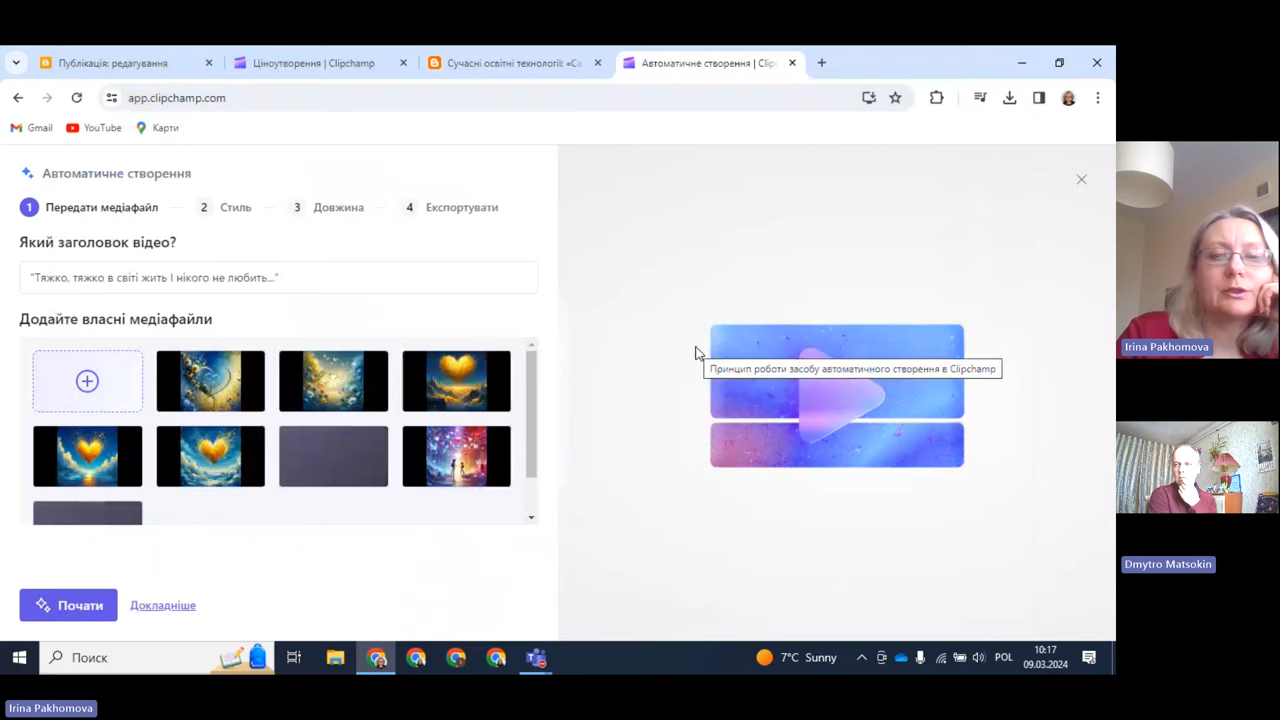 Публікація: редагування
Ціноутворення | Clipchamp
Сучасні освітні технології: «Са
Автоматичне створення | Clip
app.clipchamp.com
Gmail
YouTube
Карти
Автоматичне створення
1 Передати медіафайл
2 Стиль
3 Довжина
4 Експортувати
Який заголовок відео?
"Тяжко, тяжко в світі жить І нікого не любить..."
Додайте власні медіафайли
Принцип роботи засобу автоматичного створення в Clipchamp
Почати
Докладніше
Irina Pakhomova
Dmytro Matsokin
Поиск
7°C Sunny
POL
10:17
09.03.2024
Irina Pakhomova